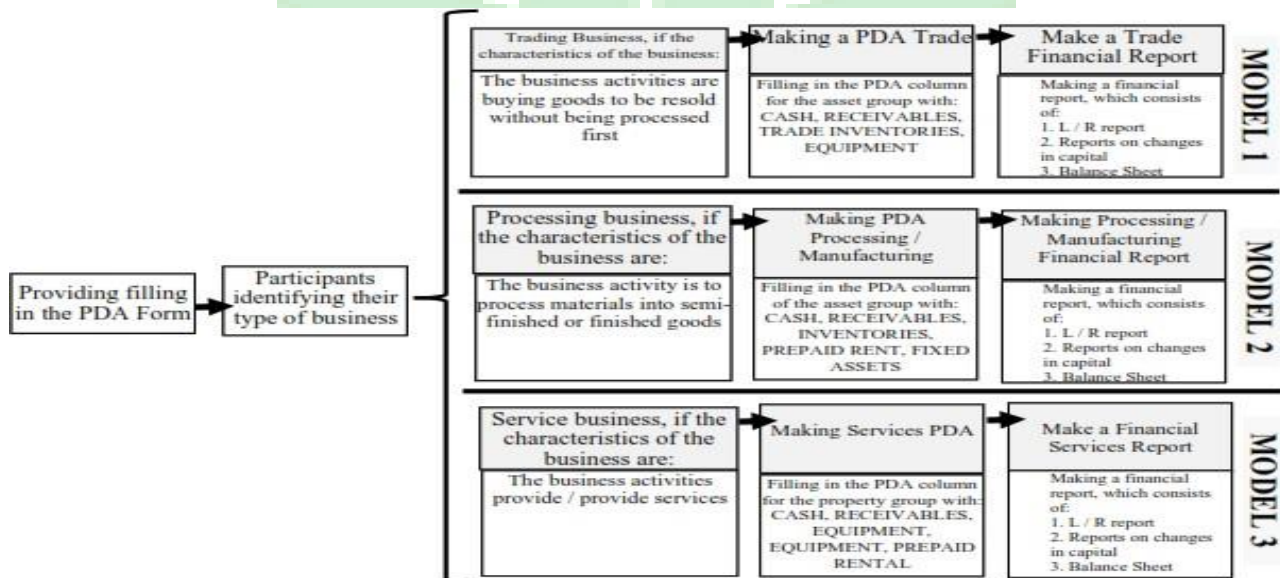 Providing filling
in the PDA Form
Participants
identifying their
type of business
Trading Business, if the
characteristics of the business:
The business activities are
buying goods to be resold
without being processed
first
Making a PDA Trade
Filling in the PDA column
for the asset group with:
CASH, RECEIVABLES,
TRADE INVENTORIES,
EQUIPMENT
Make a Trade
Financial Report
Making a financial
report, which consists
of:
1. L / R report
2. Reports on changes
in capital
3. Balance Sheet
MODEL 1
Processing business, if
the characteristics of the
business are:
The business activity is to
process materials into semi-
finished or finished goods
Making PDA
Processing /
Manufacturing
Filling in the PDA column
of the asset group with:
CASH, RECEIVABLES,
INVENTORIES,
PREPAID RENT, FIXED
ASSETS
Making Processing /
Manufacturing
Financial Report
Making a financial
report, which consists
of:
1. L / R report
2. Reports on changes
in capital
3. Balance Sheet
MODEL 2
Service business, if the
characteristics of the
business are:
The business activities
provide / provide services
Making Services PDA
Filling in the PDA column
for the property group with:
CASH, RECEIVABLES,
EQUIPMENT,
EQUIPMENT, PREPAID
RENTAL
Make a Financial
Services Report
Making a financial
report, which consists
of:
1. L / R report
2. Reports on changes
in capital
3. Balance Sheet
MODEL 3